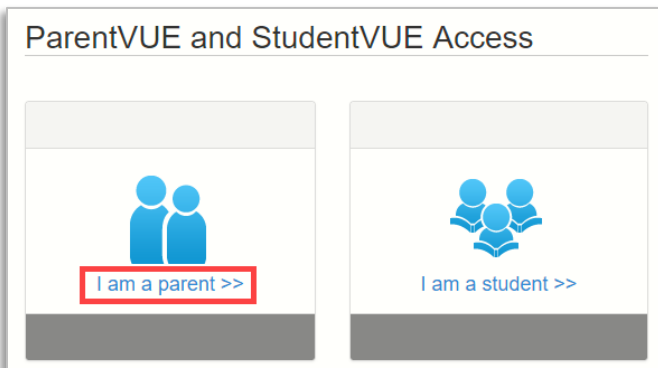 ParentVUE and StudentVUE Access
I am a parent >>
I am a student >>